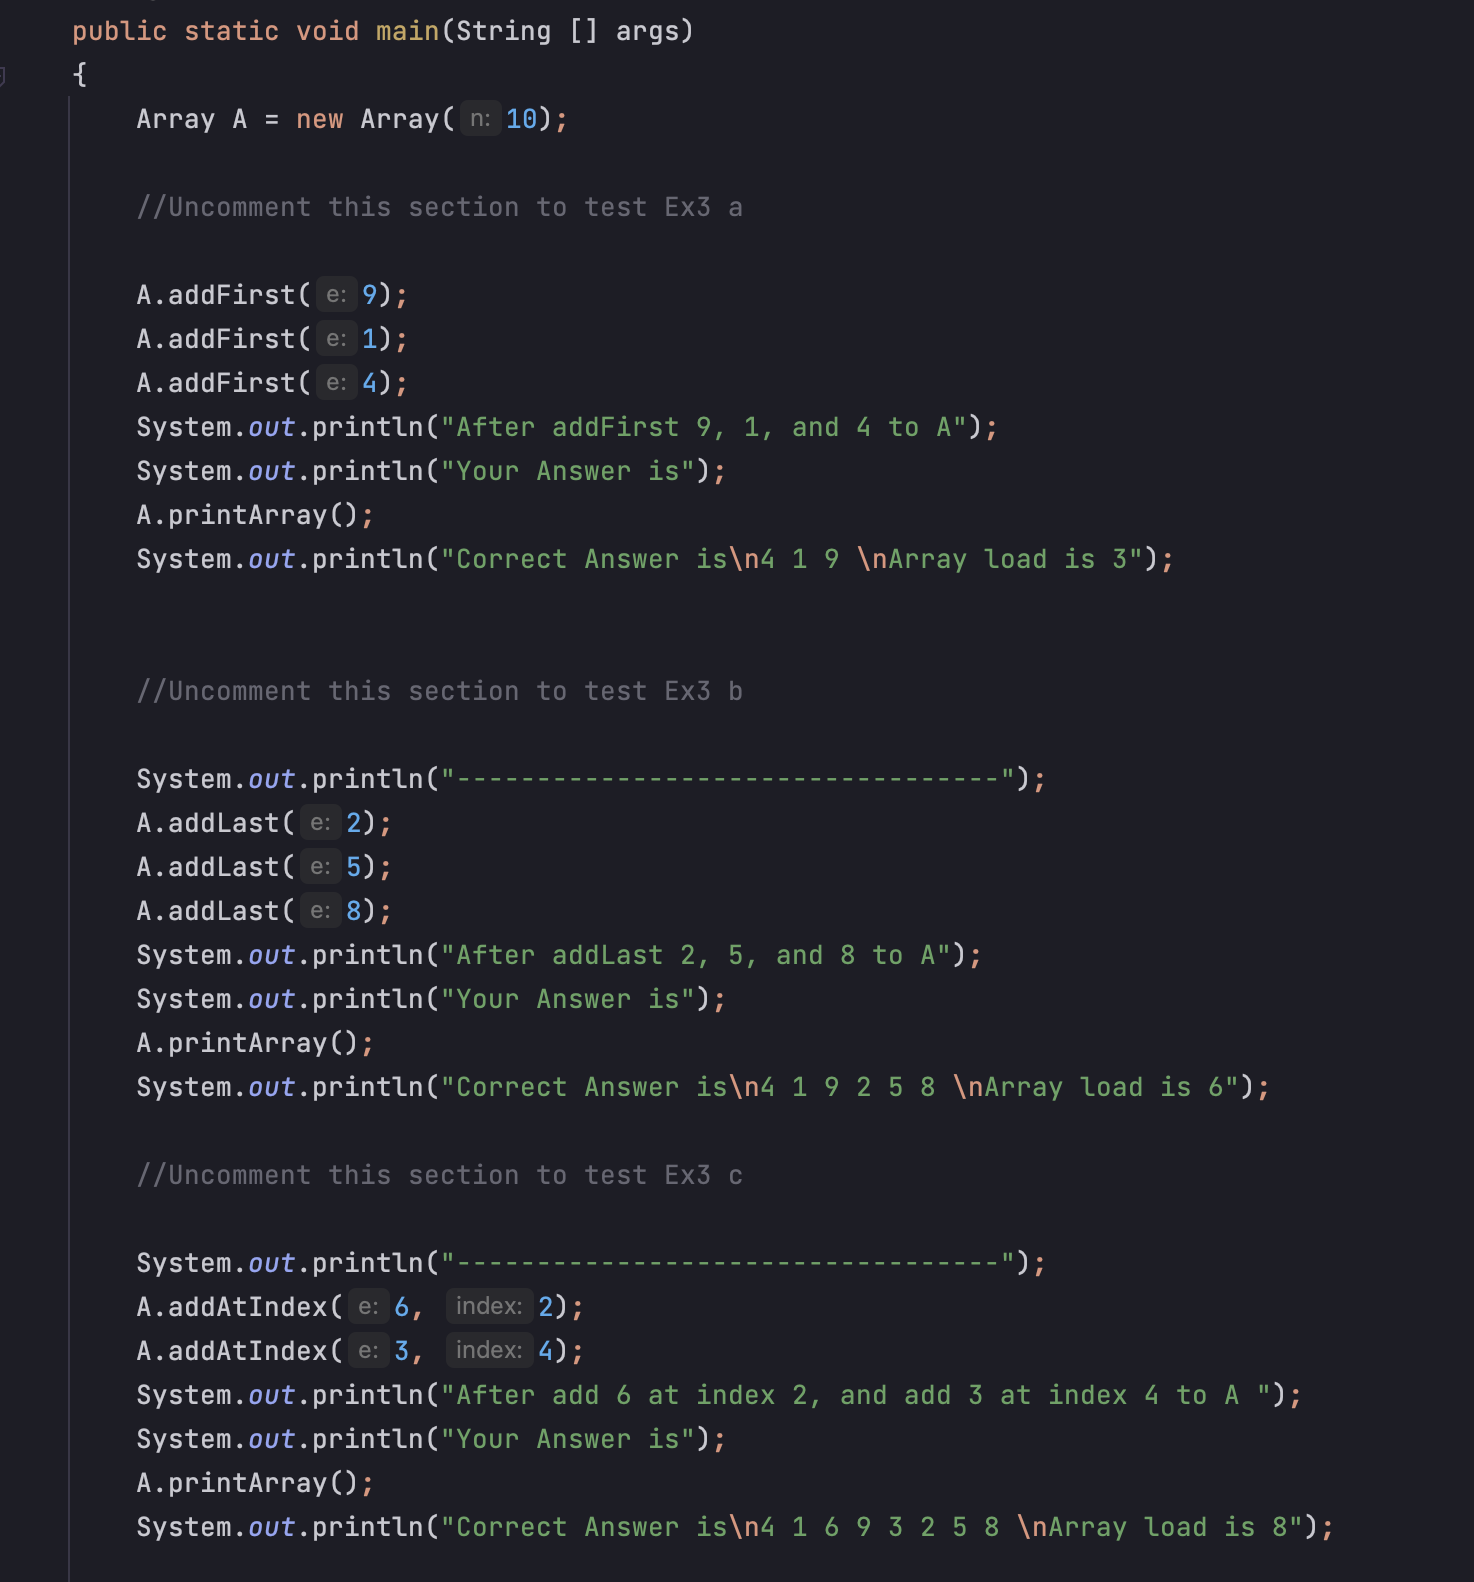 public static void main(String [] args)
{
Array A = new Array( n: 10);
//Uncomment this section to test Ex3 a
A.addFirst( e: 9);
A.addFirst( e: 1);
A.addFirst( e: 4);
System.out.println("After addFirst 9, 1, and 4 to A");
System.out.println("Your Answer is");
A.printArray();
System.out.println("Correct Answer is\n4 1 9 \nArray load is 3");
//Uncomment this section to test Ex3 b
System.out.println("----------------------------------");
A.addLast( e: 2);
A.addLast( e: 5);
A.addLast( e: 8);
System.out.println("After addLast 2, 5, and 8 to A");
System.out.println("Your Answer is");
A.printArray();
System.out.println("Correct Answer is\n4 1 9 2 5 8 \nArray load is 6");
//Uncomment this section to test Ex3 c
System.out.println("----------------------------------");
A.addAtIndex( e: 6, index: 2);
A.addAtIndex( e: 3, index: 4);
System.out.println("After add 6 at index 2, and add 3 at index 4 to A ");
System.out.println("Your Answer is");
A.printArray();
System.out.println("Correct Answer is\n4 1 6 9 3 2 5 8 \nArray load is 8");